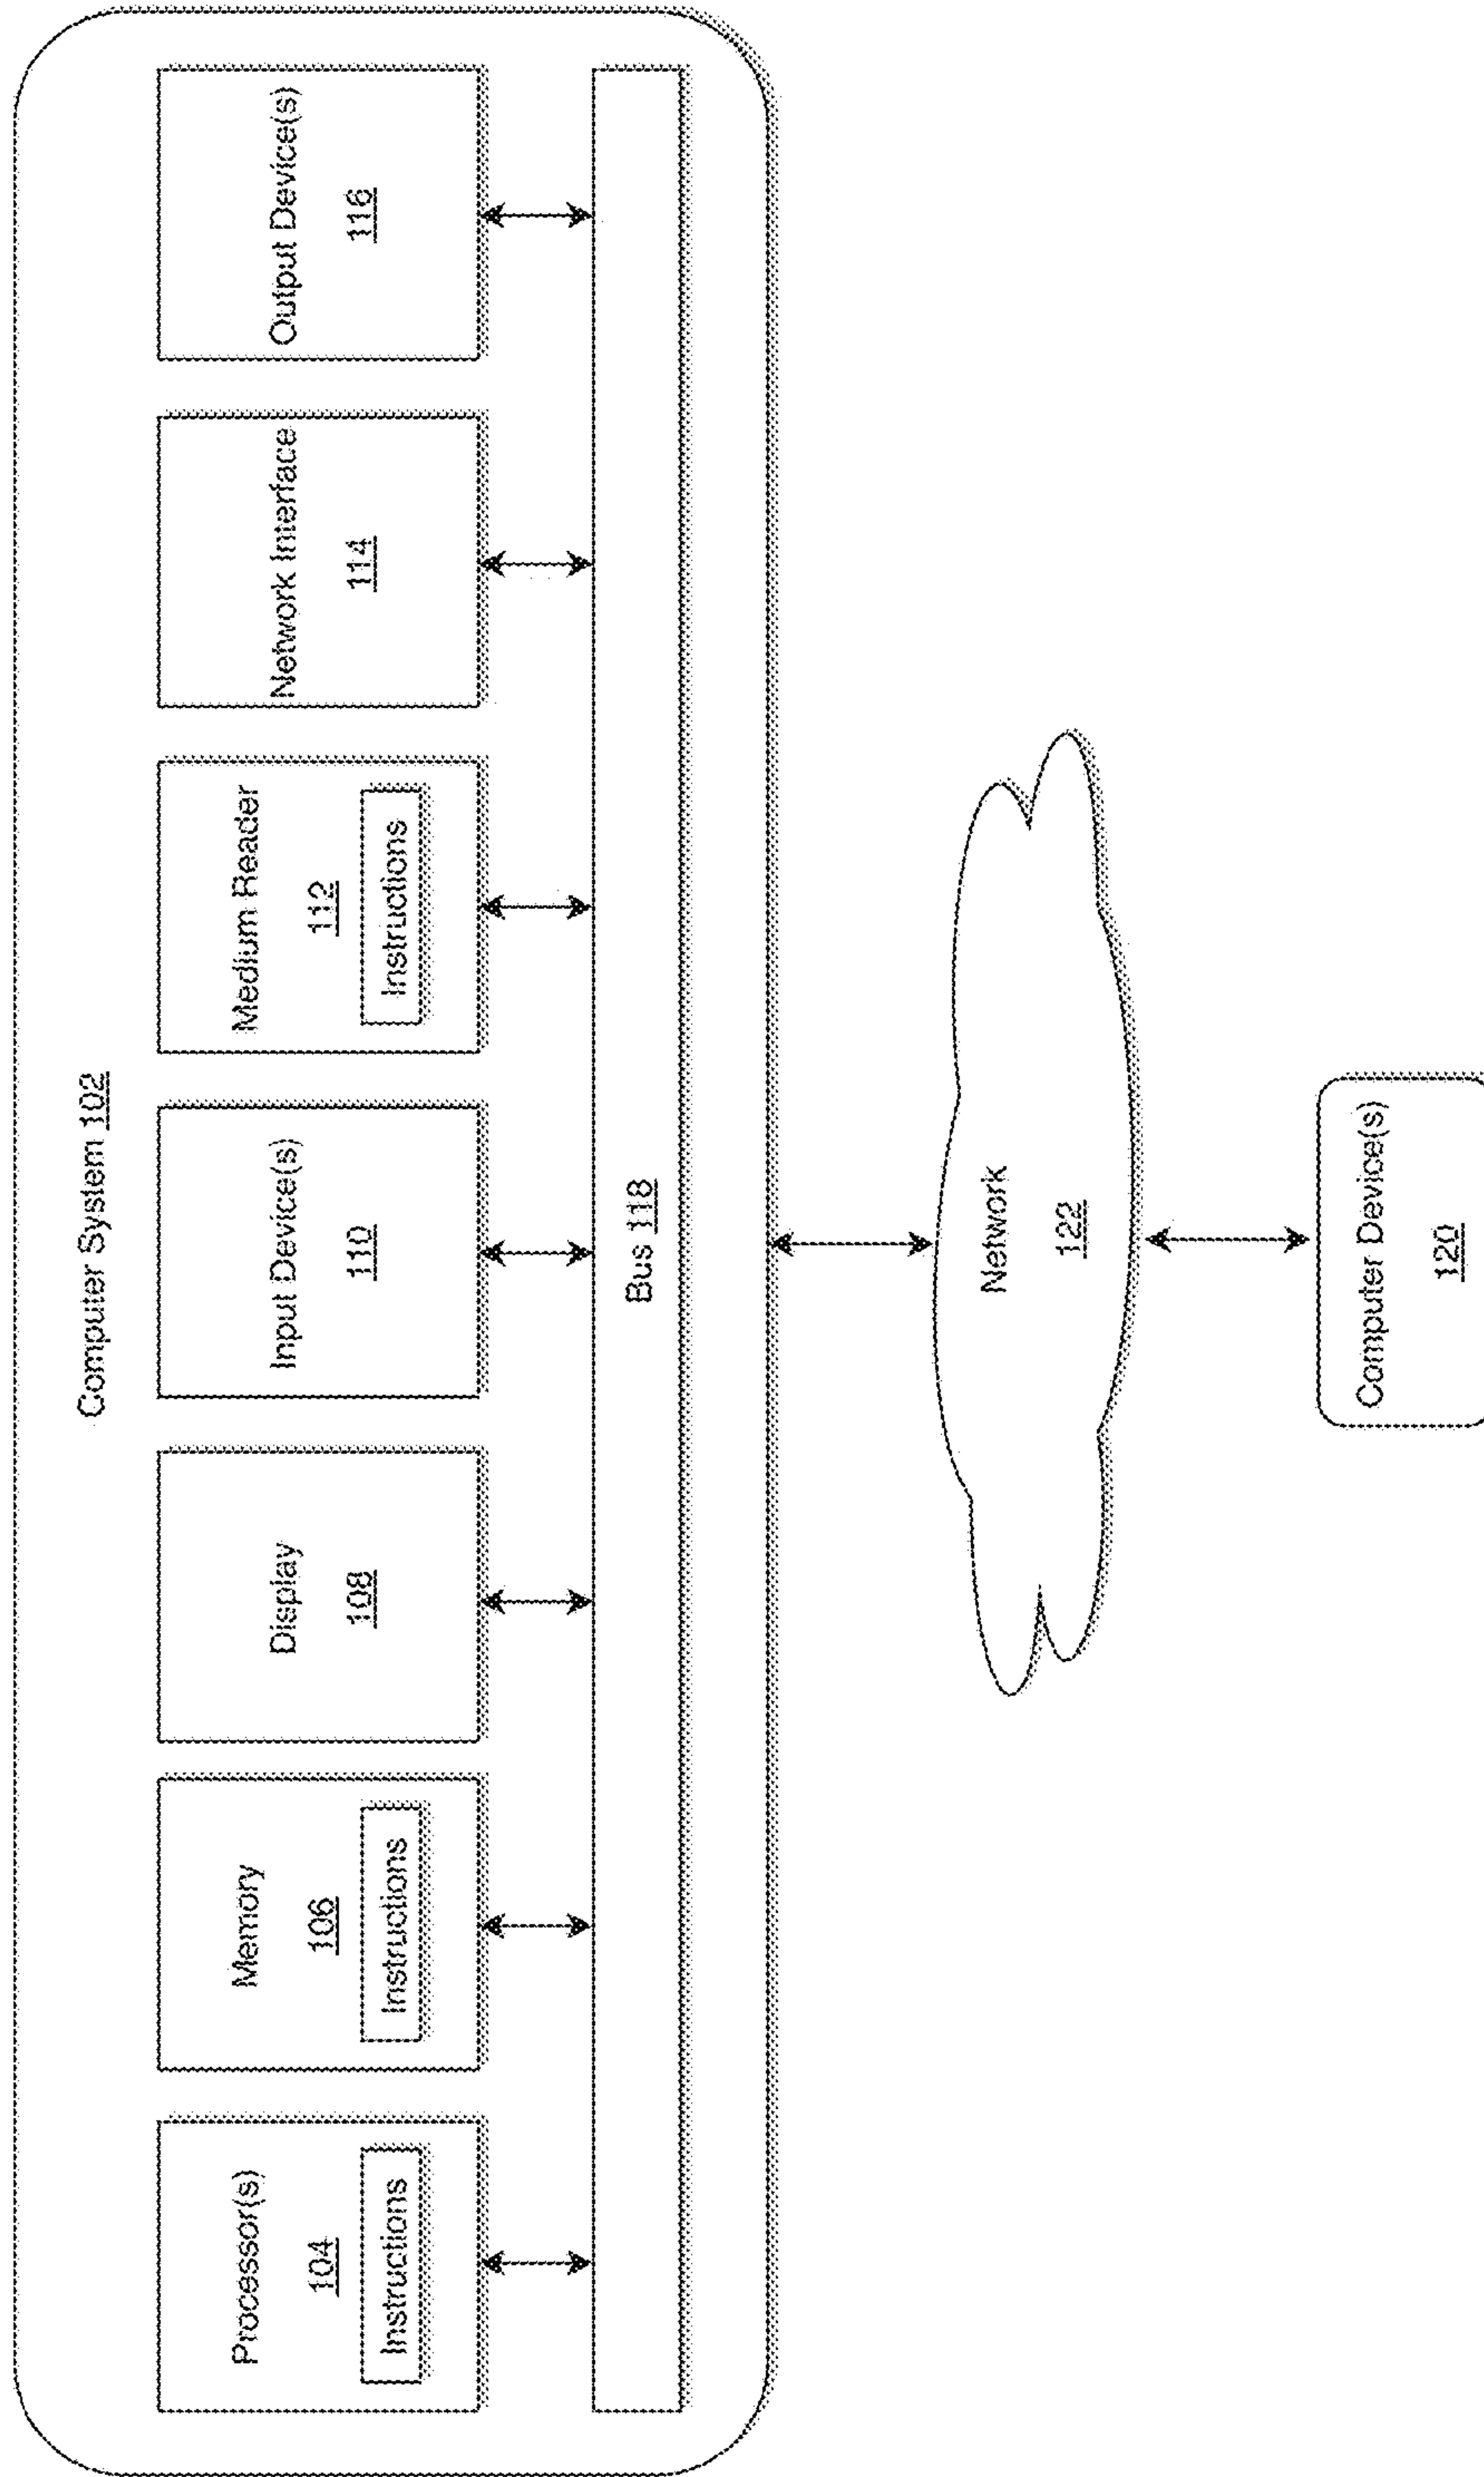 Computer System 102
Processor(s)
104
Instructions
Memory
106
Instructions
Display
108
Input Device(s)
110
Medium Reader
112
Instructions
Network Interface
114
Output Device(s)
116
Bus 118
Network
122
Computer Device(s)
120